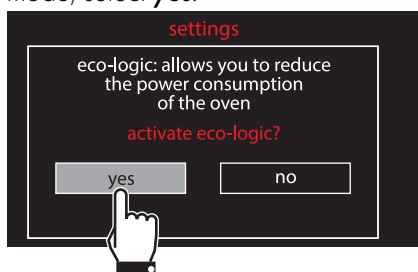 mode, select yes.
settings
eco-logic: allows you to reduce
the power consumption
of the oven
activate eco-logic?
yes no